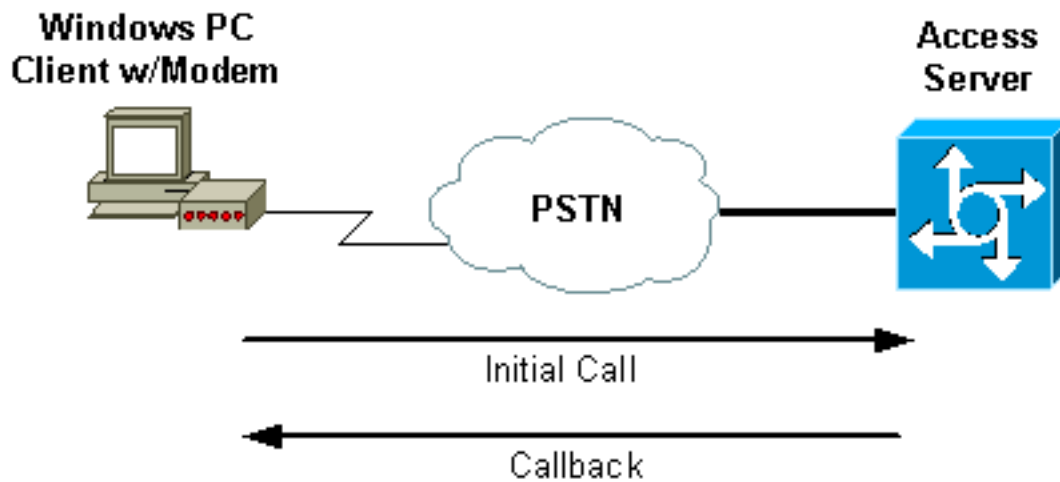 Windows PC
Client w/Modem
Access
Server
PSTN
Initial Call
Callback